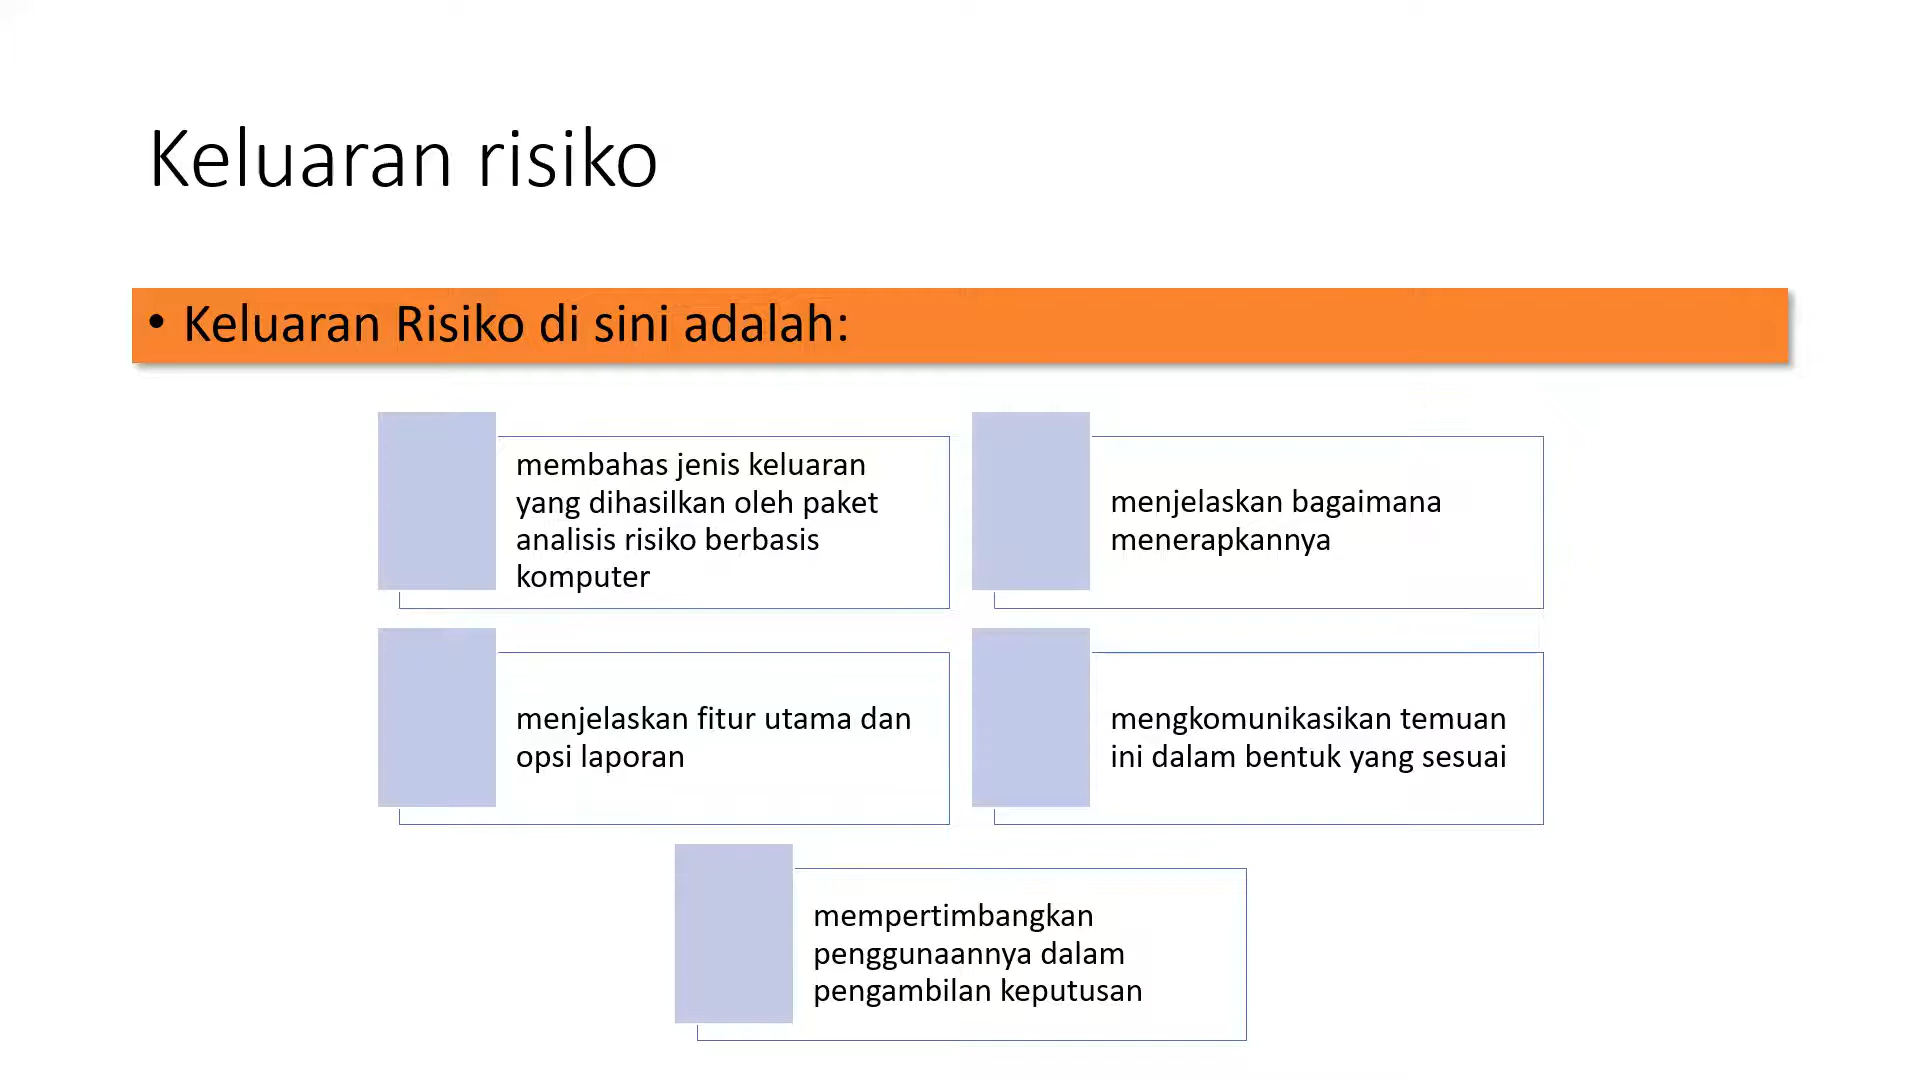 Keluaran risiko
• Keluaran Risiko di sini adalah:
membahas jenis keluaran
yang dihasilkan oleh paket
analisis risiko berbasis
komputer
menjelaskan bagaimana
menerapkannya
menjelaskan fitur utama dan
opsi laporan
mengkomunikasikan temuan
ini dalam bentuk yang sesuai
mempertimbangkan
penggunaannya dalam
pengambilan keputusan